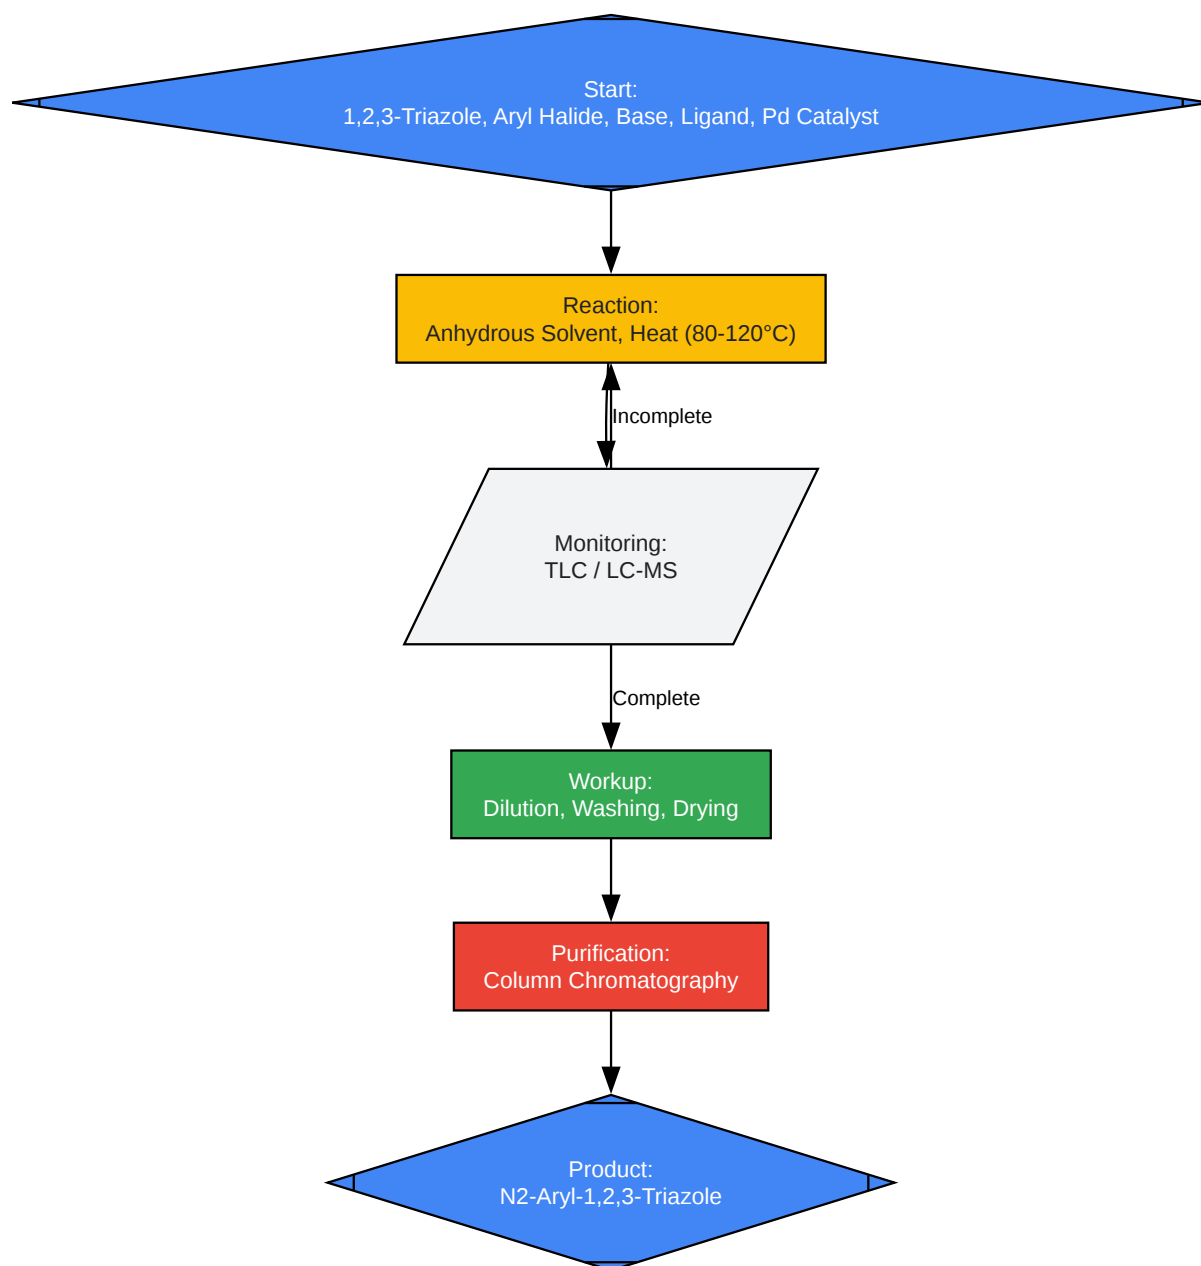 Start:
1,2,3-Triazole, Aryl Halide, Base, Ligand, Pd Catalyst
Reaction:
Anhydrous Solvent, Heat (80-120°C)
Incomplete
Monitoring:
TLC / LC-MS
Complete
Workup:
Dilution, Washing, Drying
Purification:
Column Chromatography
Product:
N2-Aryl-1,2,3-Triazole